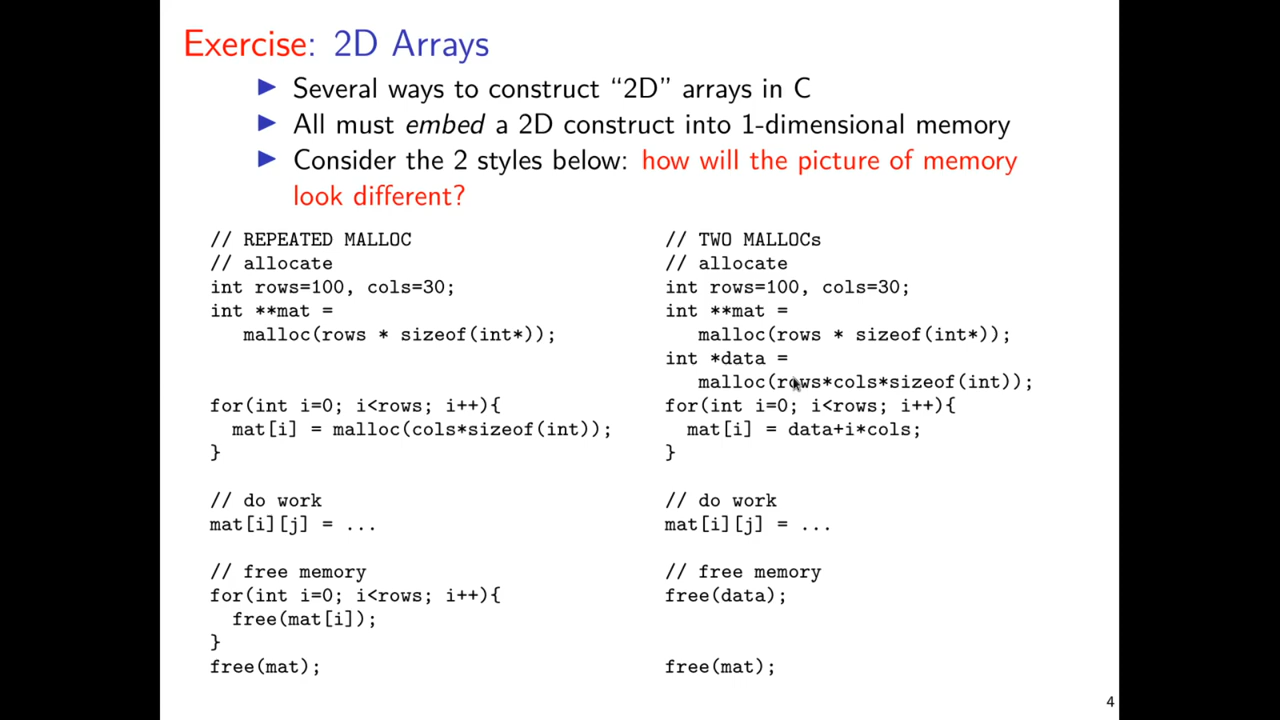 Exercise: 2D Arrays
▶ Several ways to construct “2D” arrays in C
▶ All must embed a 2D construct into 1-dimensional memory
▶ Consider the 2 styles below: how will the picture of memory
look different?
// REPEATED MALLOC
// allocate
int rows=100, cols=30;
int **mat =
malloc(rows * sizeof(int*));
for(int i=0; i<rows; i++){
mat[i] = malloc(cols*sizeof(int));
}
// do work
mat[i][j] = ...
// free memory
for(int i=0; i<rows; i++){
free(mat[i]);
}
free(mat);
// TWO MALLOCs
// allocate
int rows=100, cols=30;
int **mat =
malloc(rows * sizeof(int*));
int *data =
malloc(rows*cols*sizeof(int));
for(int i=0; i<rows; i++){
mat[i] = data+i*cols;
}
// do work
mat[i][j] = ...
// free memory
free(data);
free(mat);
4